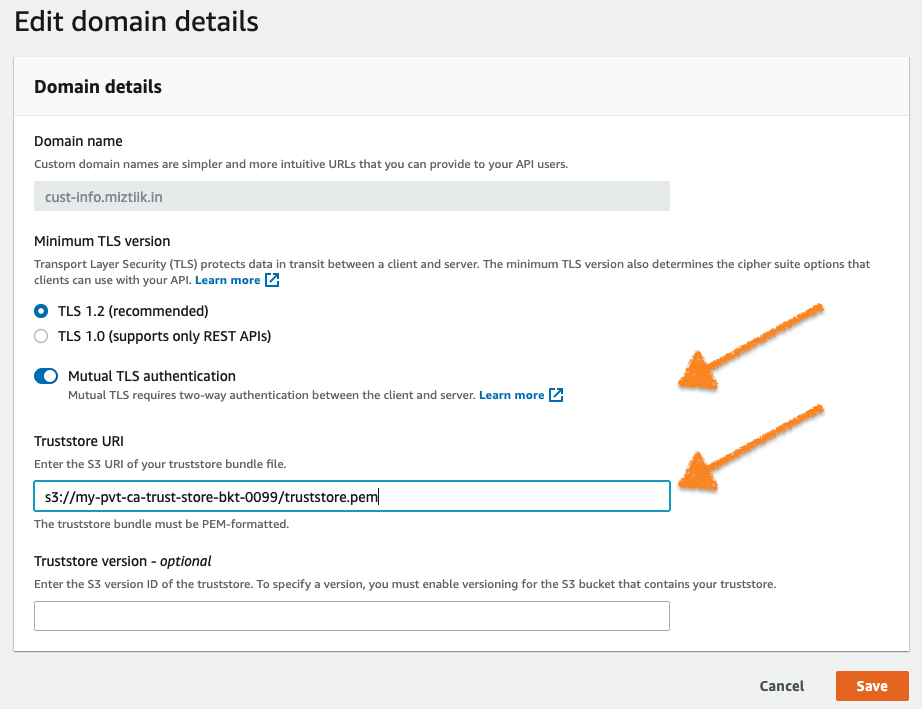 Edit domain details
Domain details
Domain name
Custom domain names are simpler and more intuitive URLs that you can provide to your API users.
cust-info.miztiik.in
Minimum TLS version
Transport Layer Security (TLS) protects data in transit between a client and server. The minimum TLS version also determines the cipher suite options that
clients can use with your API. Learn more
TLS 1.2 (recommended)
TLS 1.0 (supports only REST APIs)
Mutual TLS authentication
Mutual TLS requires two-way authentication between the client and server. Learn more
Truststore URI
Enter the S3 URI of your truststore bundle file.
s3://my-pvt-ca-trust-store-bkt-0099/truststore.pem
The truststore bundle must be PEM-formatted.
Truststore version - optional
Enter the S3 version ID of the truststore. To specify a version, you must enable versioning for the S3 bucket that contains your truststore.
Cancel Save